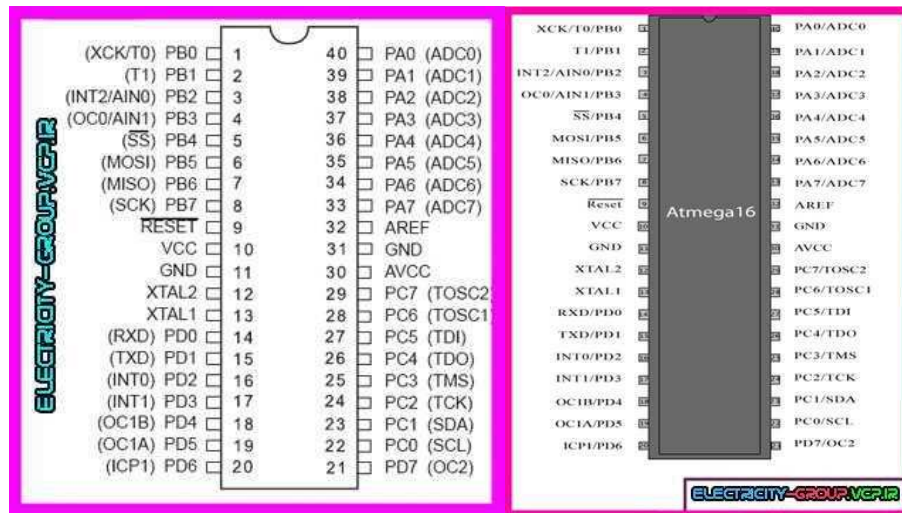 (XCK/T0) PB0 1 40 PA0 (ADC0)
(T1) PB1 2 39 PA1 (ADC1)
(INT2/AIN0) PB2 3 38 PA2 (ADC2)
(OC0/AIN1) PB3 4 37 PA3 (ADC3)
(SS) PB4 5 36 PA4 (ADC4)
(MOSI) PB5 6 35 PA5 (ADC5)
(MISO) PB6 7 34 PA6 (ADC6)
(SCK) PB7 8 33 PA7 (ADC7)
RESET 9 32 AREF
VCC 10 31 GND
GND 11 30 AVCC
XTAL2 12 29 PC7 (TOSC2)
XTAL1 13 28 PC6 (TOSC1)
(RXD) PD0 14 27 PC5 (TDI)
(TXD) PD1 15 26 PC4 (TDO)
(INT0) PD2 16 25 PC3 (TMS)
(INT1) PD3 17 24 PC2 (TCK)
(OC1B) PD4 18 23 PC1 (SDA)
(OC1A) PD5 19 22 PC0 (SCL)
(ICP1) PD6 20 21 PD7 (OC2)
ELECTRICITY-GROUP.VCP.IR
XCK/T0/PB0 PA0/ADC0
T1/PB1 PA1/ADC1
INT2/AIN0/PB2 PA2/ADC2
OC0/AIN1/PB3 PA3/ADC3
SS/PB4 PA4/ADC4
MOSI/PB5 PA5/ADC5
MISO/PB6 PA6/ADC6
SCK/PB7 PA7/ADC7
Reset AREF
Atmega16
VCC GND
GND AVCC
XTAL2 PC7/TOSC2
XTAL1 PC6/TOSC1
RXD/PD0 PC5/TDI
TXD/PD1 PC4/TDO
INT0/PD2 PC3/TMS
INT1/PD3 PC2/TCK
OC1B/PD4 PC1/SDA
OC1A/PD5 PC0/SCL
ICP1/PD6 PD7/OC2
ELECTRICITY-GROUP.VCP.IR